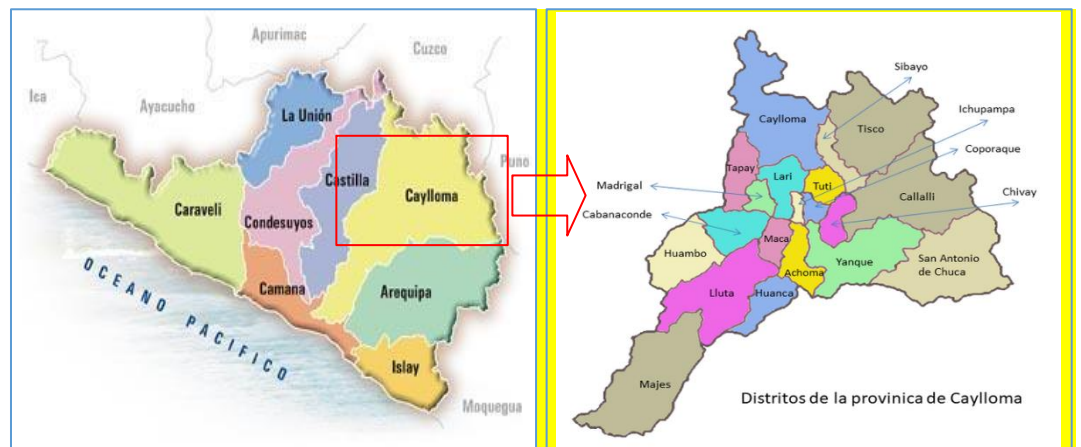 Apurimac
Cuzco
Ica
Ayacucho
La Unión
Puno
Castilla
Caylloma
Caraveli
Condesuyos
Camana
Arequipa
OCEANO PACIFICO
Islay
Moquegua
Sibayo
Ichupampa
Caylloma
Tisco
Coporaque
Tapay
Lari
Madrigal
Tuti
Callalli
Chivay
Cabanaconde
Maca
Huambo
Yanque
San Antonio
de Chuca
Achoma
Lluta
Huanca
Majes
Distritos de la provinica de Caylloma